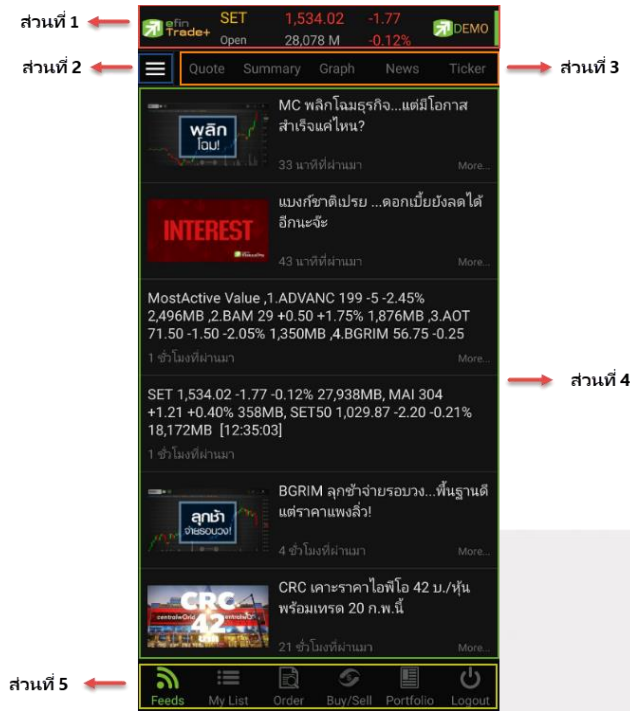 ส่วนที่ 1
efin Trade+ SET 1,534.02 -1.77 DEMO
Open 28,078 M -0.12%
ส่วนที่ 2
Quote Summary Graph News Ticker
ส่วนที่ 3
พลิก
โฉม!
MC พลิกโฉมธุรกิจ...แต่มีโอกาส
สำเร็จแค่ไหน?
33 นาทีที่ผ่านมา More...
INTEREST
แบงก์ชาติเปรย ...ดอกเบี้ยยังลดได้
อีกนะจ๊ะ
43 นาทีที่ผ่านมา More...
MostActive Value ,1.ADVANC 199 -5 -2.45%
2,496MB ,2.BAM 29 +0.50 +1.75% 1,876MB ,3.AOT
71.50 -1.50 -2.05% 1,350MB ,4.BGRIM 56.75 -0.25
1 ชั่วโมงที่ผ่านมา More...
ส่วนที่ 4
SET 1,534.02 -1.77 -0.12% 27,938MB, MAI 304
+1.21 +0.40% 358MB, SET50 1,029.87 -2.20 -0.21%
18,172MB [12:35:03]
1 ชั่วโมงที่ผ่านมา
ลูกช้ำ
จ่ายรอบวง!
BGRIM ลุกช้ำจ่ายรอบวง...พื้นฐานดี
แต่ราคาแพงลิ่ว!
4 ชั่วโมงที่ผ่านมา More...
CRC
42
บาท
CRC เคาะราคาไอพีโอ 42 บ./หุ้น
พร้อมเทรด 20 ก.พ.นี้
21 ชั่วโมงที่ผ่านมา More...
ส่วนที่ 5
Feeds My List Order Buy/Sell Portfolio Logout